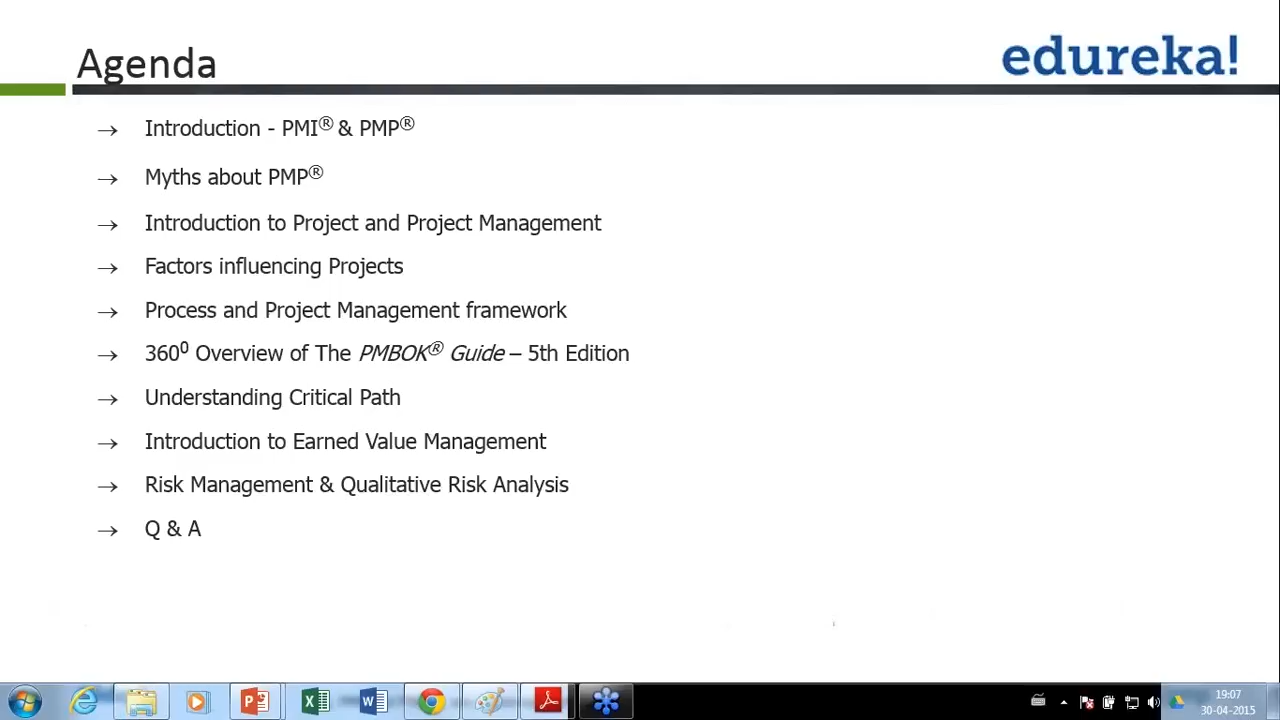 Agenda
edureka!
→ Introduction - PMI® & PMP®
→ Myths about PMP®
→ Introduction to Project and Project Management
→ Factors influencing Projects
→ Process and Project Management framework
→ 360⁰ Overview of The PMBOK® Guide – 5th Edition
→ Understanding Critical Path
→ Introduction to Earned Value Management
→ Risk Management & Qualitative Risk Analysis
→ Q & A
19:07
30-04-2015